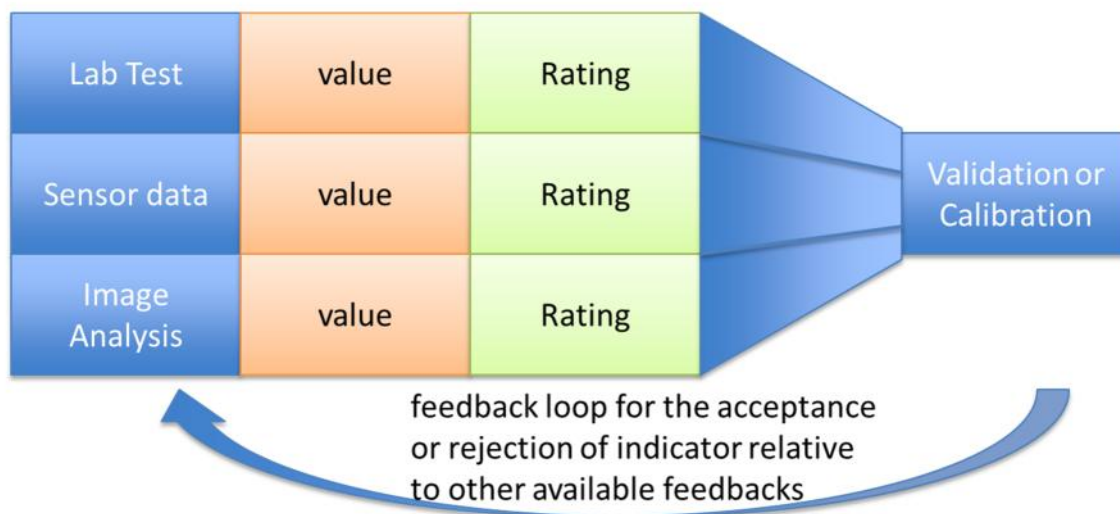 Lab Test
value
Rating
Sensor data
value
Rating
Validation or
Calibration
Image
Analysis
value
Rating
feedback loop for the acceptance
or rejection of indicator relative
to other available feedbacks